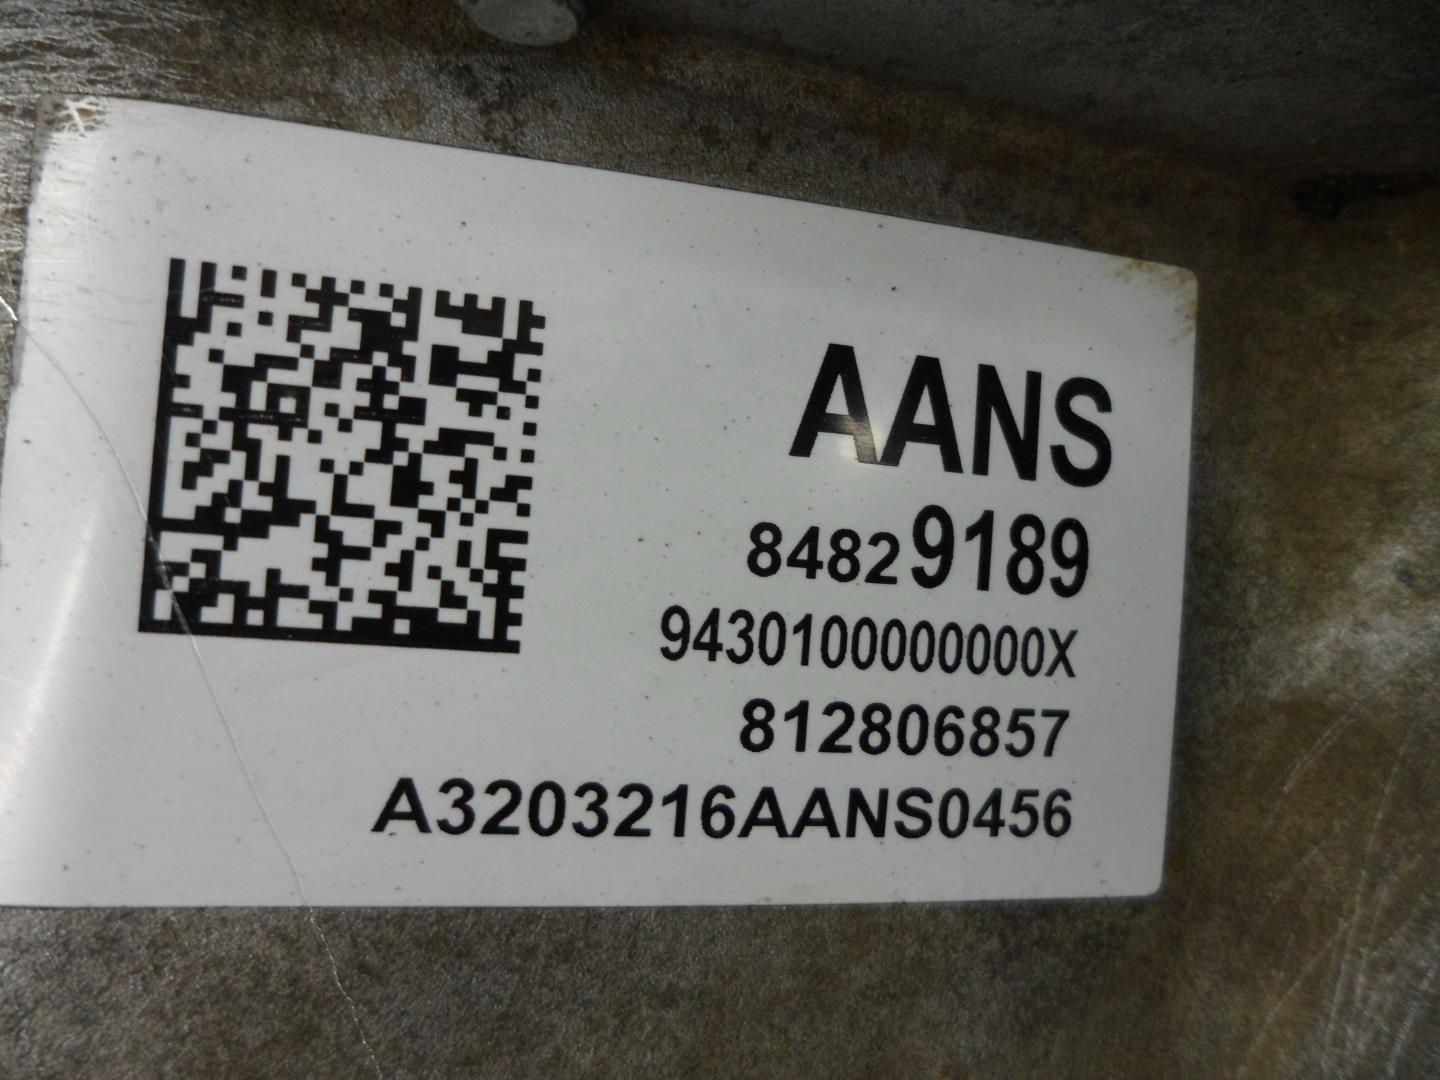 AANS
84829189
9430100000000X
812806857
A3203216AANS0456